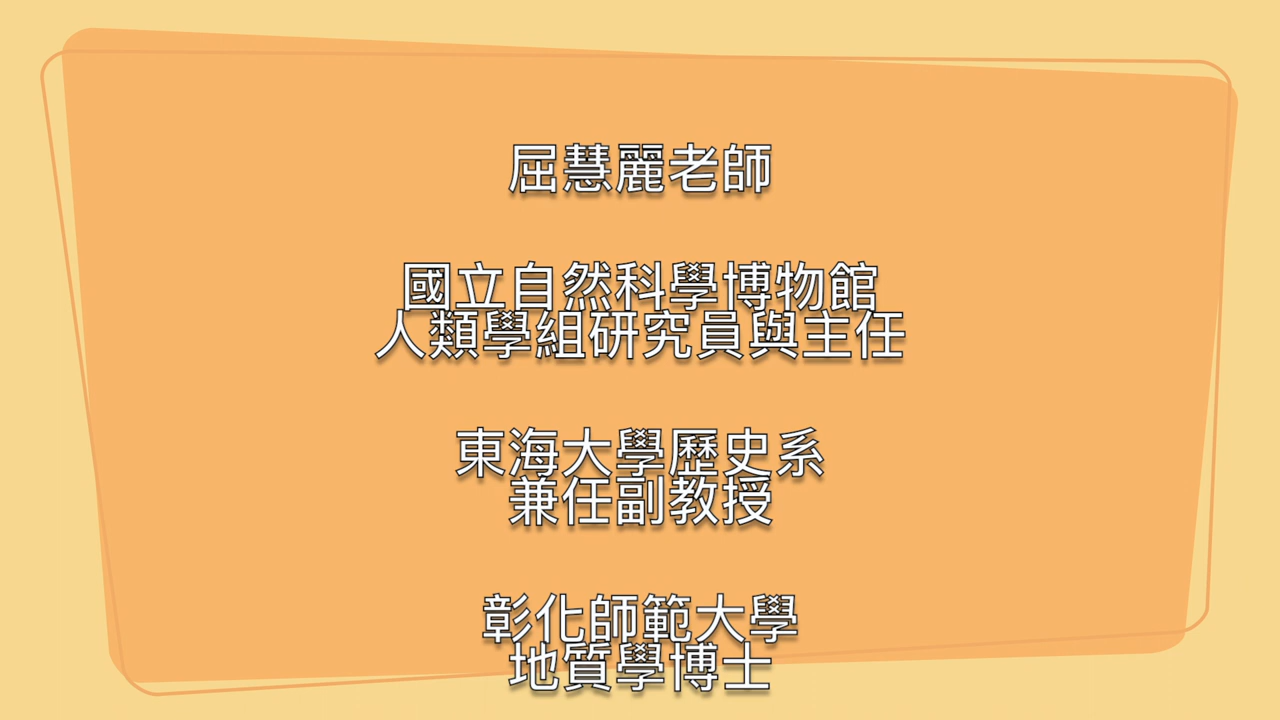 屈慧麗老師
國立自然科學博物館
人類學組研究員與主任
東海大學歷史系
兼任副教授
彰化師範大學
地質學博士